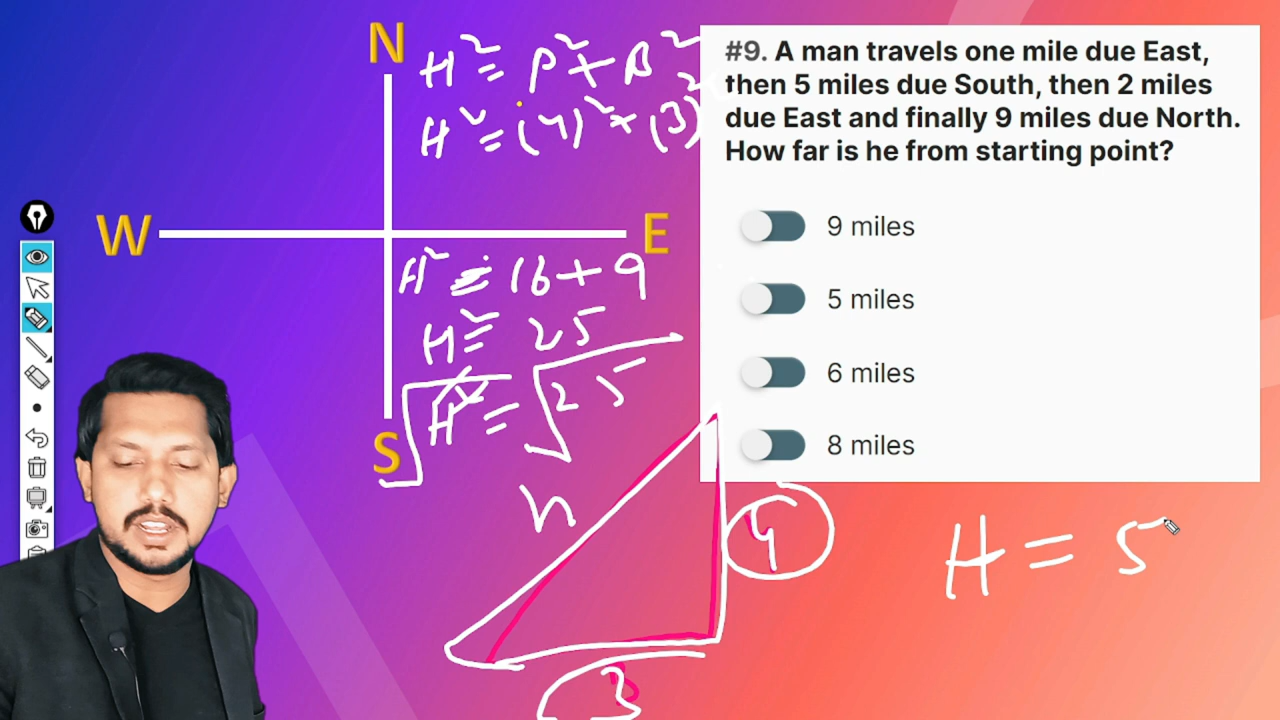 N
H² = P² + B²
H² = (4)² + (3)²
W
E
H² = 16 + 9
H² = 25
√H² = √25
S
h
4
3
H = 5
#9. A man travels one mile due East,
then 5 miles due South, then 2 miles
due East and finally 9 miles due North.
How far is he from starting point?
9 miles
5 miles
6 miles
8 miles